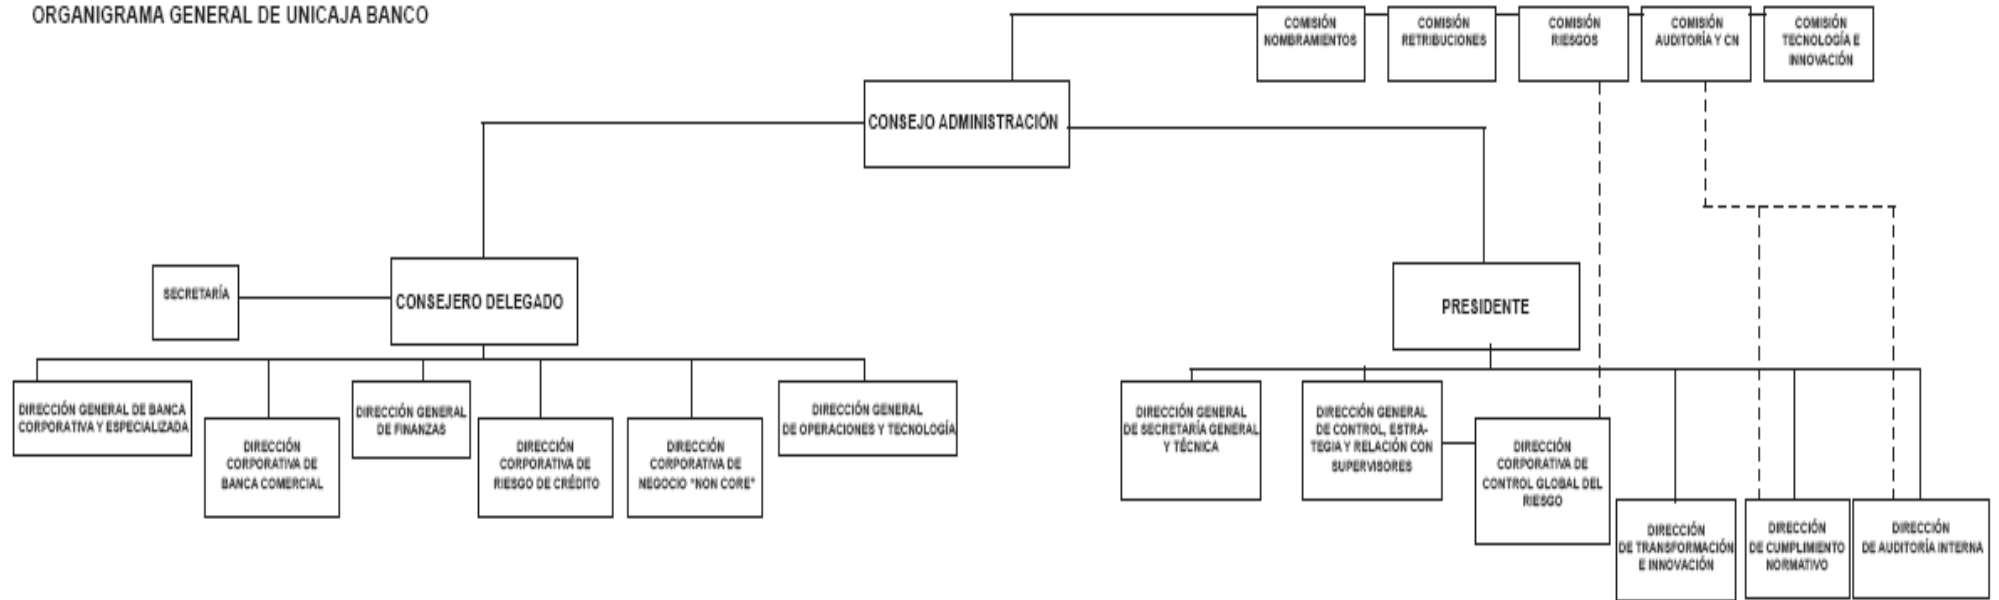 ORGANIGRAMA GENERAL DE UNICAJA BANCO
COMISIÓN
NOMBRAMIENTOS
COMISIÓN
RETRIBUCIONES
COMISIÓN
RIESGOS
COMISIÓN
AUDITORÍA Y CN
COMISIÓN
TECNOLOGÍA E
INNOVACIÓN
CONSEJO ADMINISTRACIÓN
SECRETARÍA
CONSEJERO DELEGADO
PRESIDENTE
DIRECCIÓN GENERAL DE BANCA
CORPORATIVA Y ESPECIALIZADA
DIRECCIÓN
CORPORATIVA DE
BANCA COMERCIAL
DIRECCIÓN GENERAL
DE FINANZAS
DIRECCIÓN
CORPORATIVA DE
RIESGO DE CRÉDITO
DIRECCIÓN
CORPORATIVA DE
NEGOCIO "NON CORE"
DIRECCIÓN GENERAL
DE OPERACIONES Y TECNOLOGÍA
DIRECCIÓN GENERAL
DE SECRETARÍA GENERAL
Y TÉCNICA
DIRECCIÓN GENERAL
DE CONTROL, ESTRA-
TEGIA Y RELACIÓN CON
SUPERVISORES
DIRECCIÓN
CORPORATIVA DE
CONTROL GLOBAL DEL
RIESGO
DIRECCIÓN
DE TRANSFORMACIÓN
E INNOVACIÓN
DIRECCIÓN
DE CUMPLIMIENTO
NORMATIVO
DIRECCIÓN
DE AUDITORÍA INTERNA